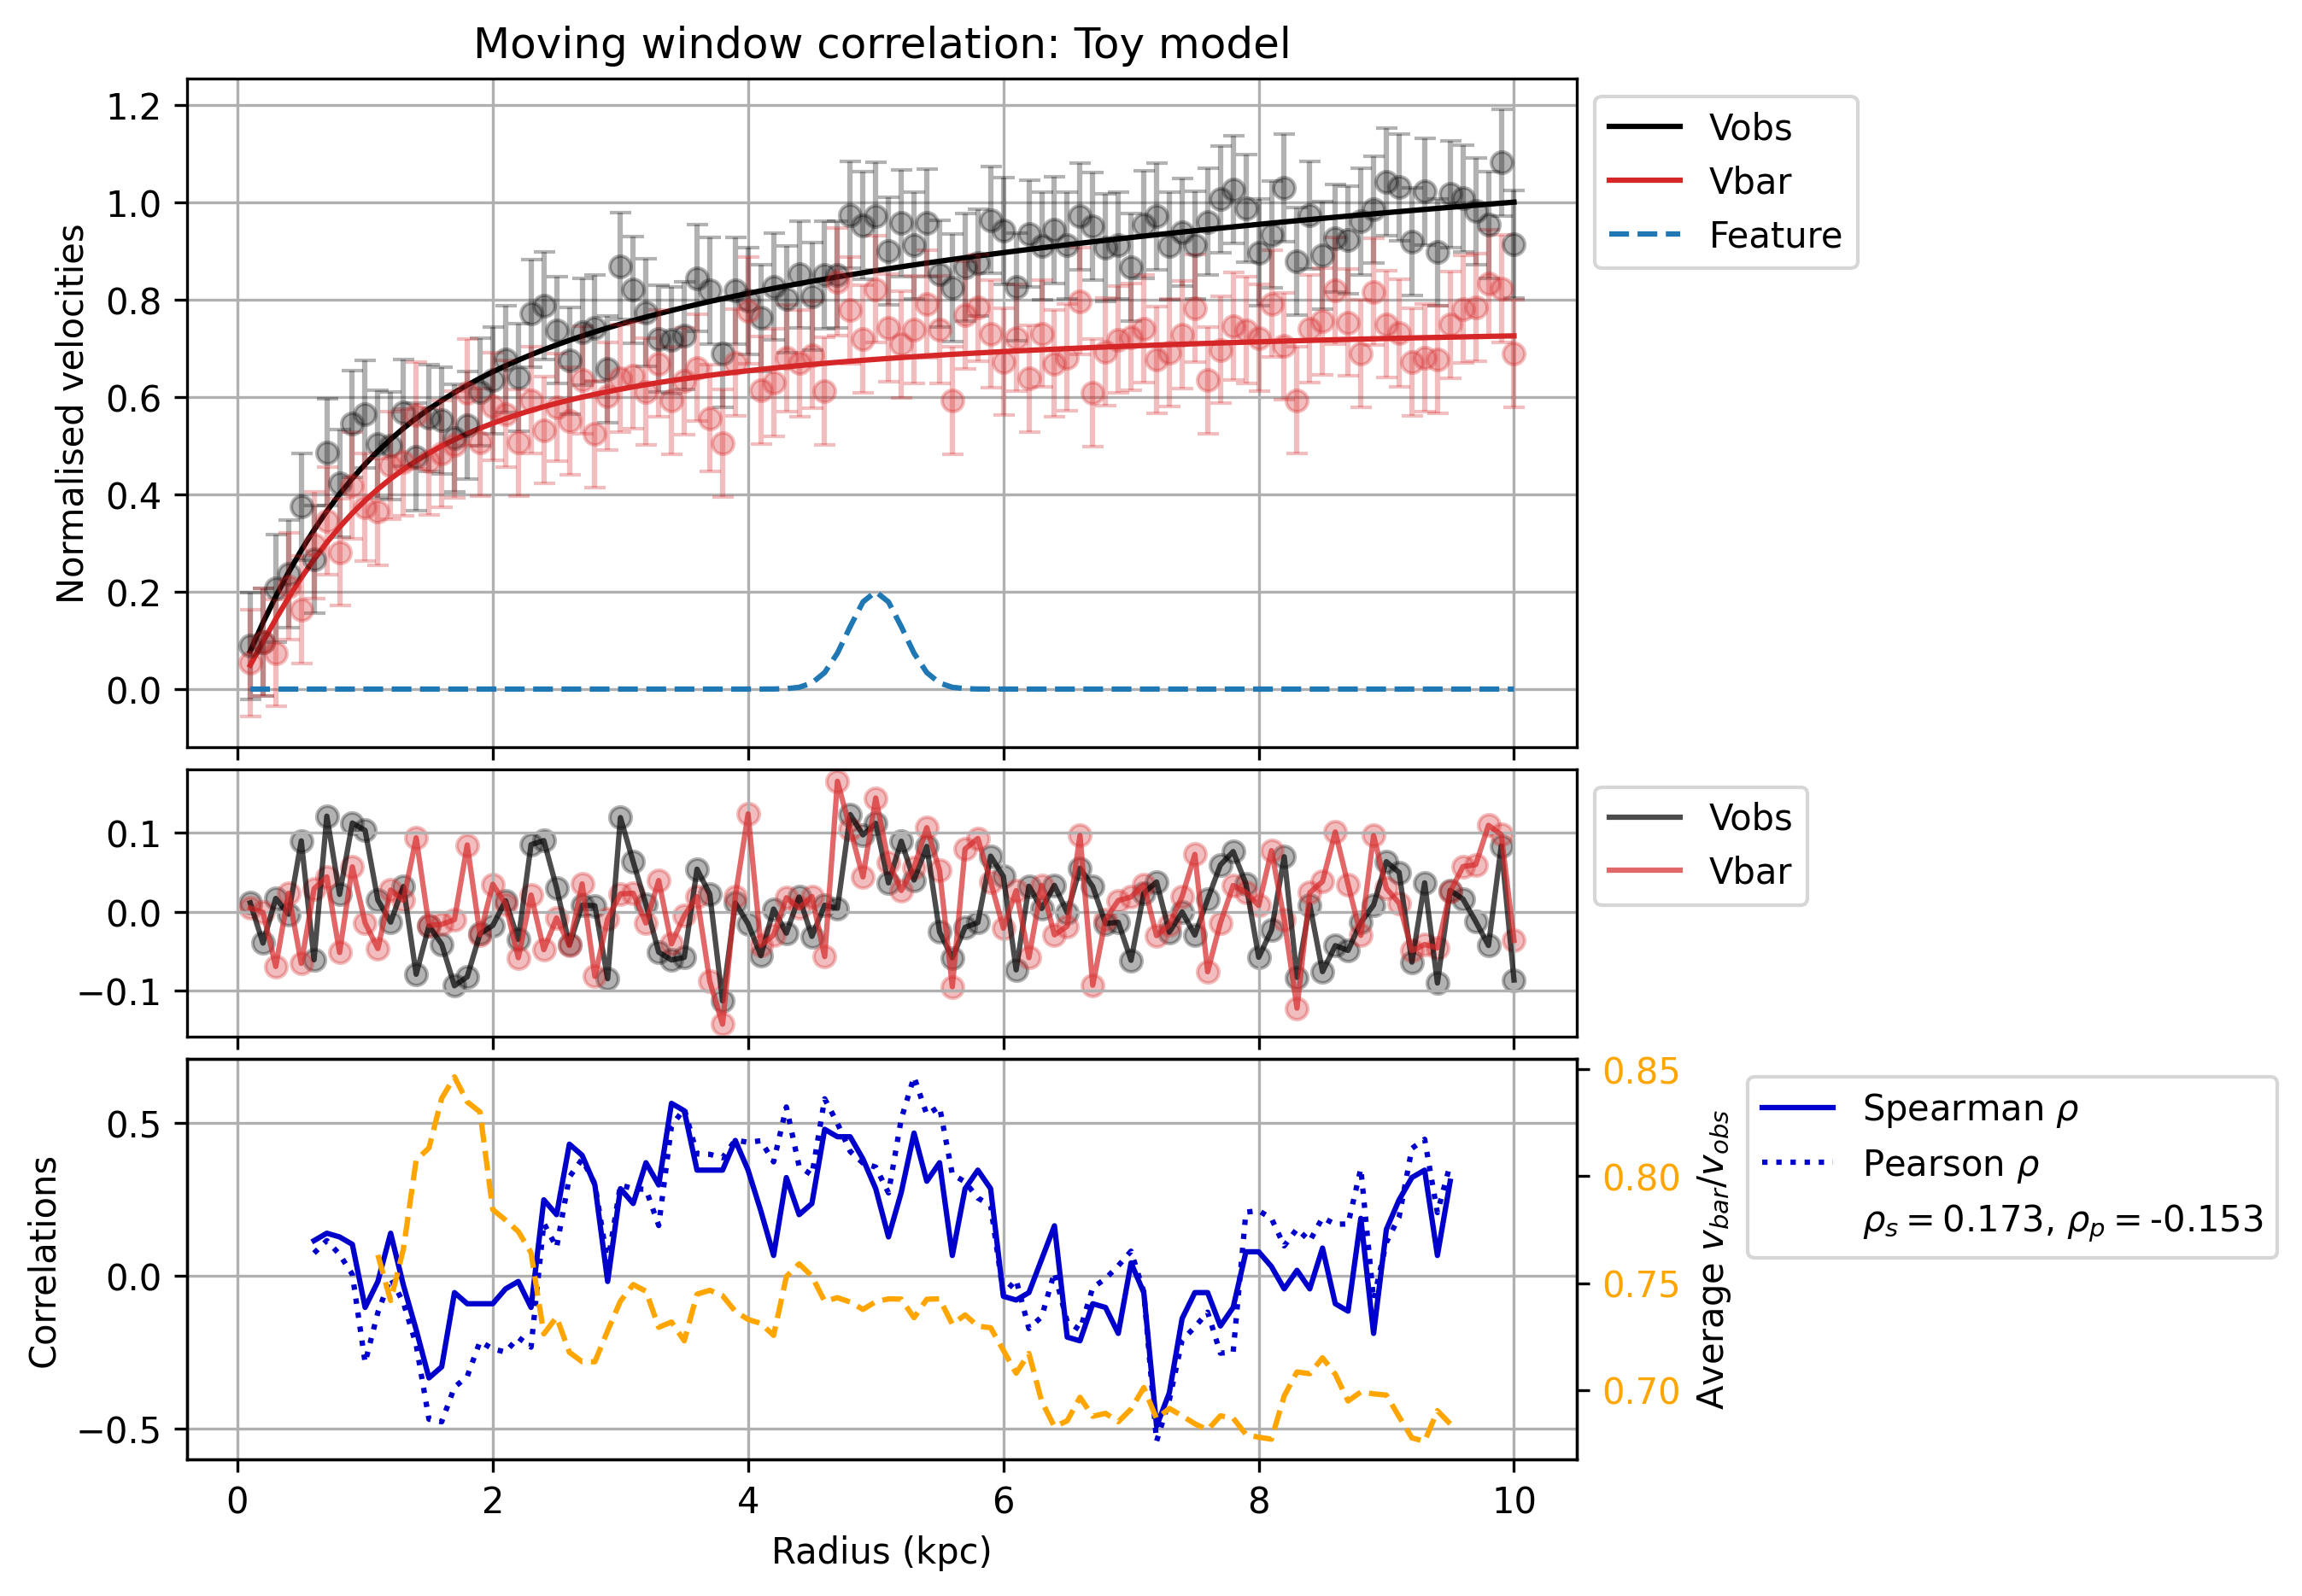 Moving window correlation: Toy model
Normalised velocities
1.2
1.0
0.8
0.6
0.4
0.2
0.0
Vobs
Vbar
Feature
0.1
0.0
−0.1
Vobs
Vbar
Correlations
0.5
0.0
−0.5
0.85
0.80
0.75
0.70
Average v_bar/v_obs
Spearman ρ
Pearson ρ
ρ_s = 0.173, ρ_p = -0.153
0 2 4 6 8 10
Radius (kpc)